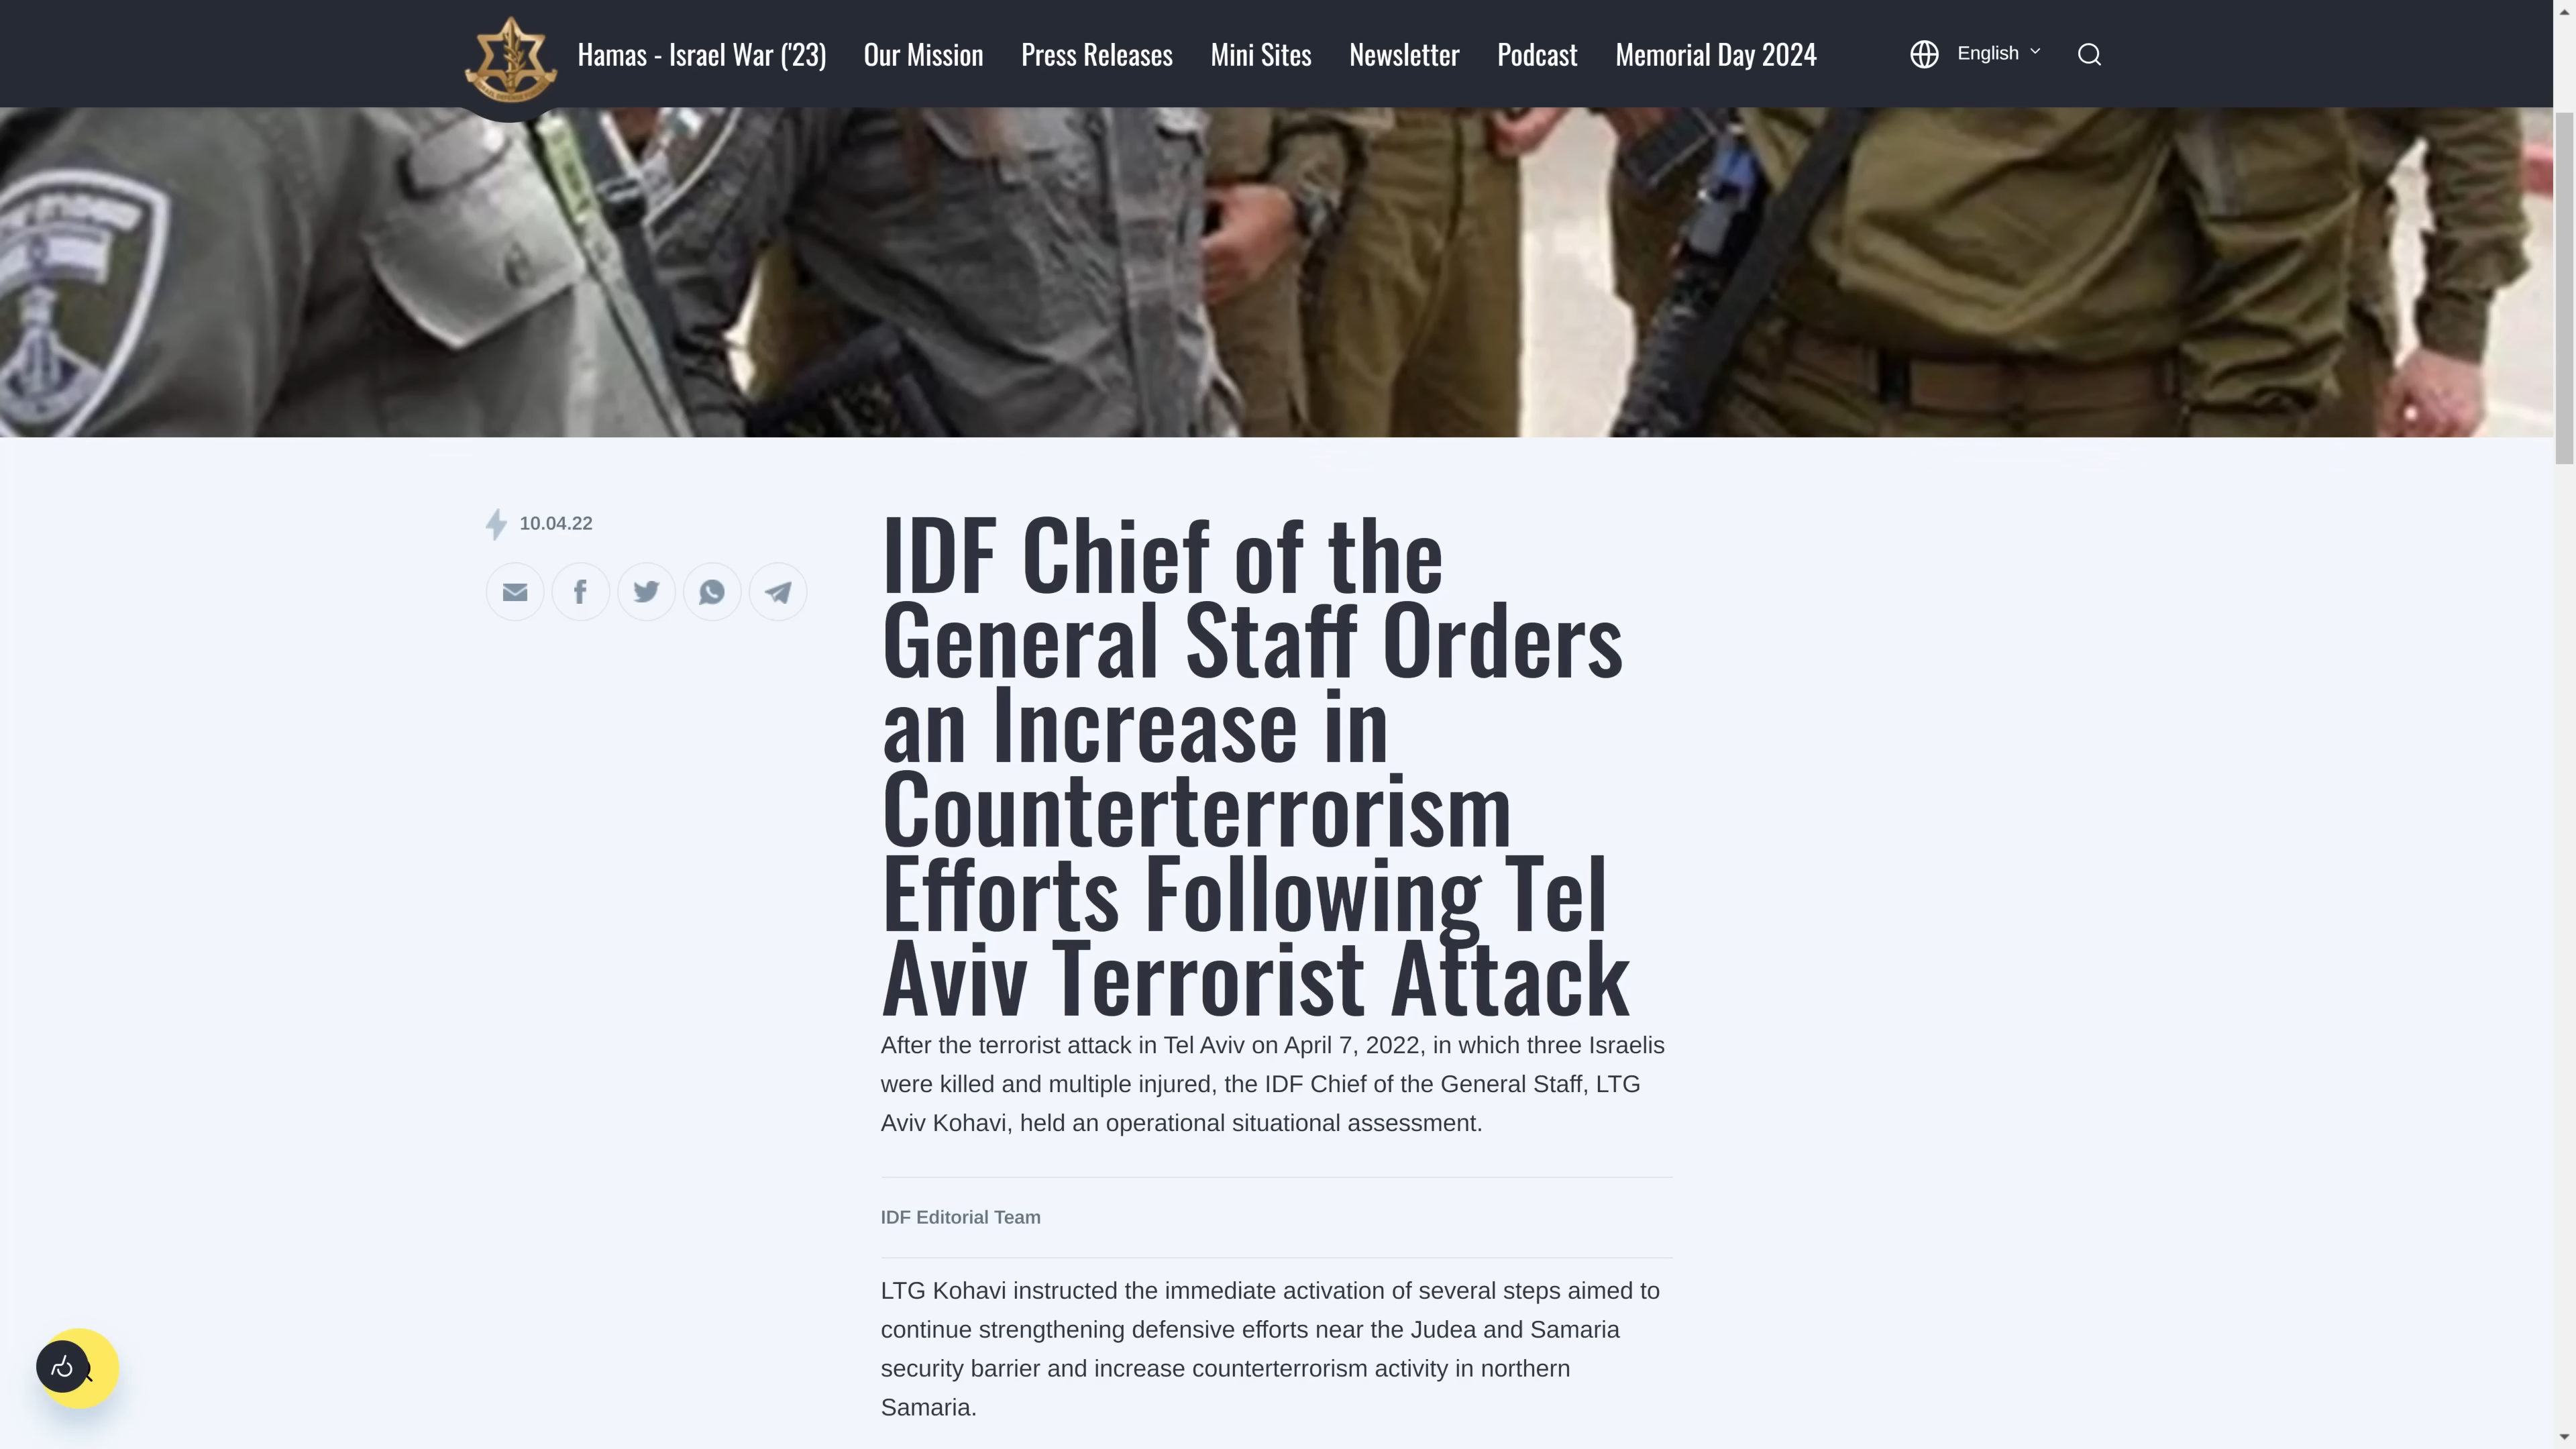 Hamas - Israel War ('23) Our Mission Press Releases Mini Sites Newsletter Podcast Memorial Day 2024 English
10.04.22
IDF Chief of the
General Staff Orders
an Increase in
Counterterrorism
Efforts Following Tel
Aviv Terrorist Attack
After the terrorist attack in Tel Aviv on April 7, 2022, in which three Israelis
were killed and multiple injured, the IDF Chief of the General Staff, LTG
Aviv Kohavi, held an operational situational assessment.
IDF Editorial Team
LTG Kohavi instructed the immediate activation of several steps aimed to
continue strengthening defensive efforts near the Judea and Samaria
security barrier and increase counterterrorism activity in northern
Samaria.